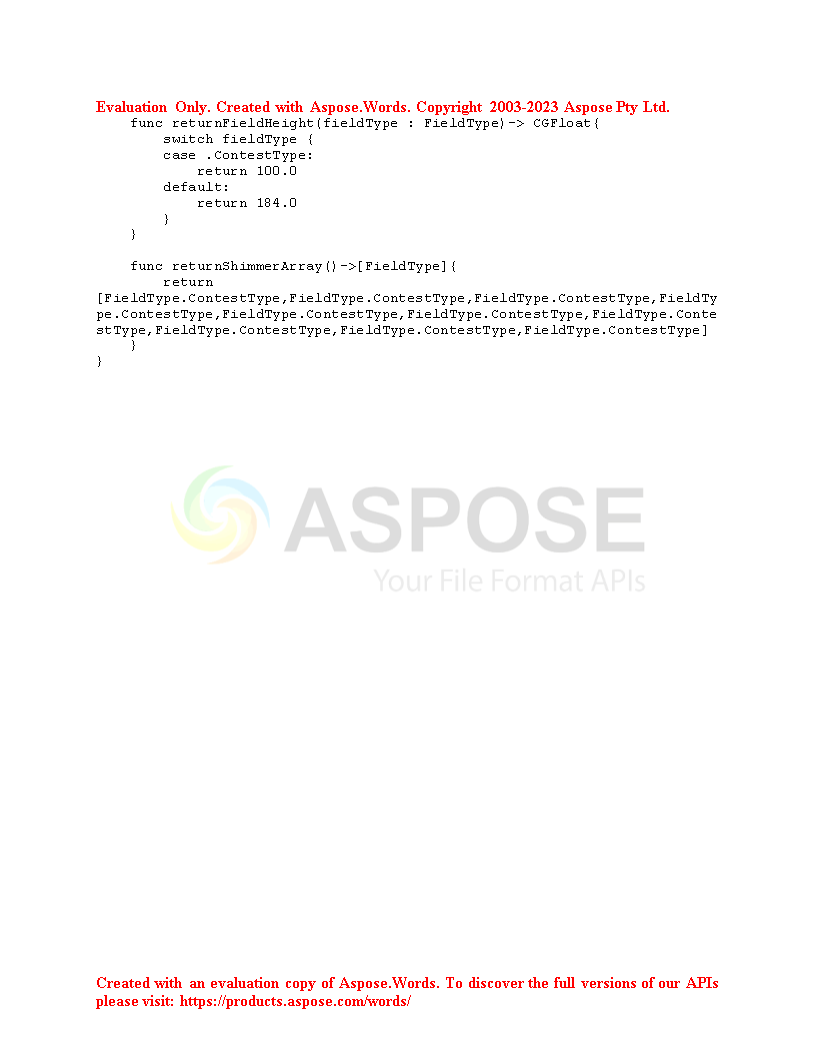 Evaluation Only. Created with Aspose.Words. Copyright 2003-2023 Aspose Pty Ltd.
    func returnFieldHeight(fieldType : FieldType)-> CGFloat{
        switch fieldType {
        case .ContestType:
            return 100.0
        default:
            return 184.0
        }
    }

    func returnShimmerArray()->[FieldType]{
        return
[FieldType.ContestType,FieldType.ContestType,FieldType.ContestType,FieldTy
pe.ContestType,FieldType.ContestType,FieldType.ContestType,FieldType.Conte
stType,FieldType.ContestType,FieldType.ContestType,FieldType.ContestType]
    }
}
ASPOSE
Your File Format APIs
Created with an evaluation copy of Aspose.Words. To discover the full versions of our APIs
please visit: https://products.aspose.com/words/